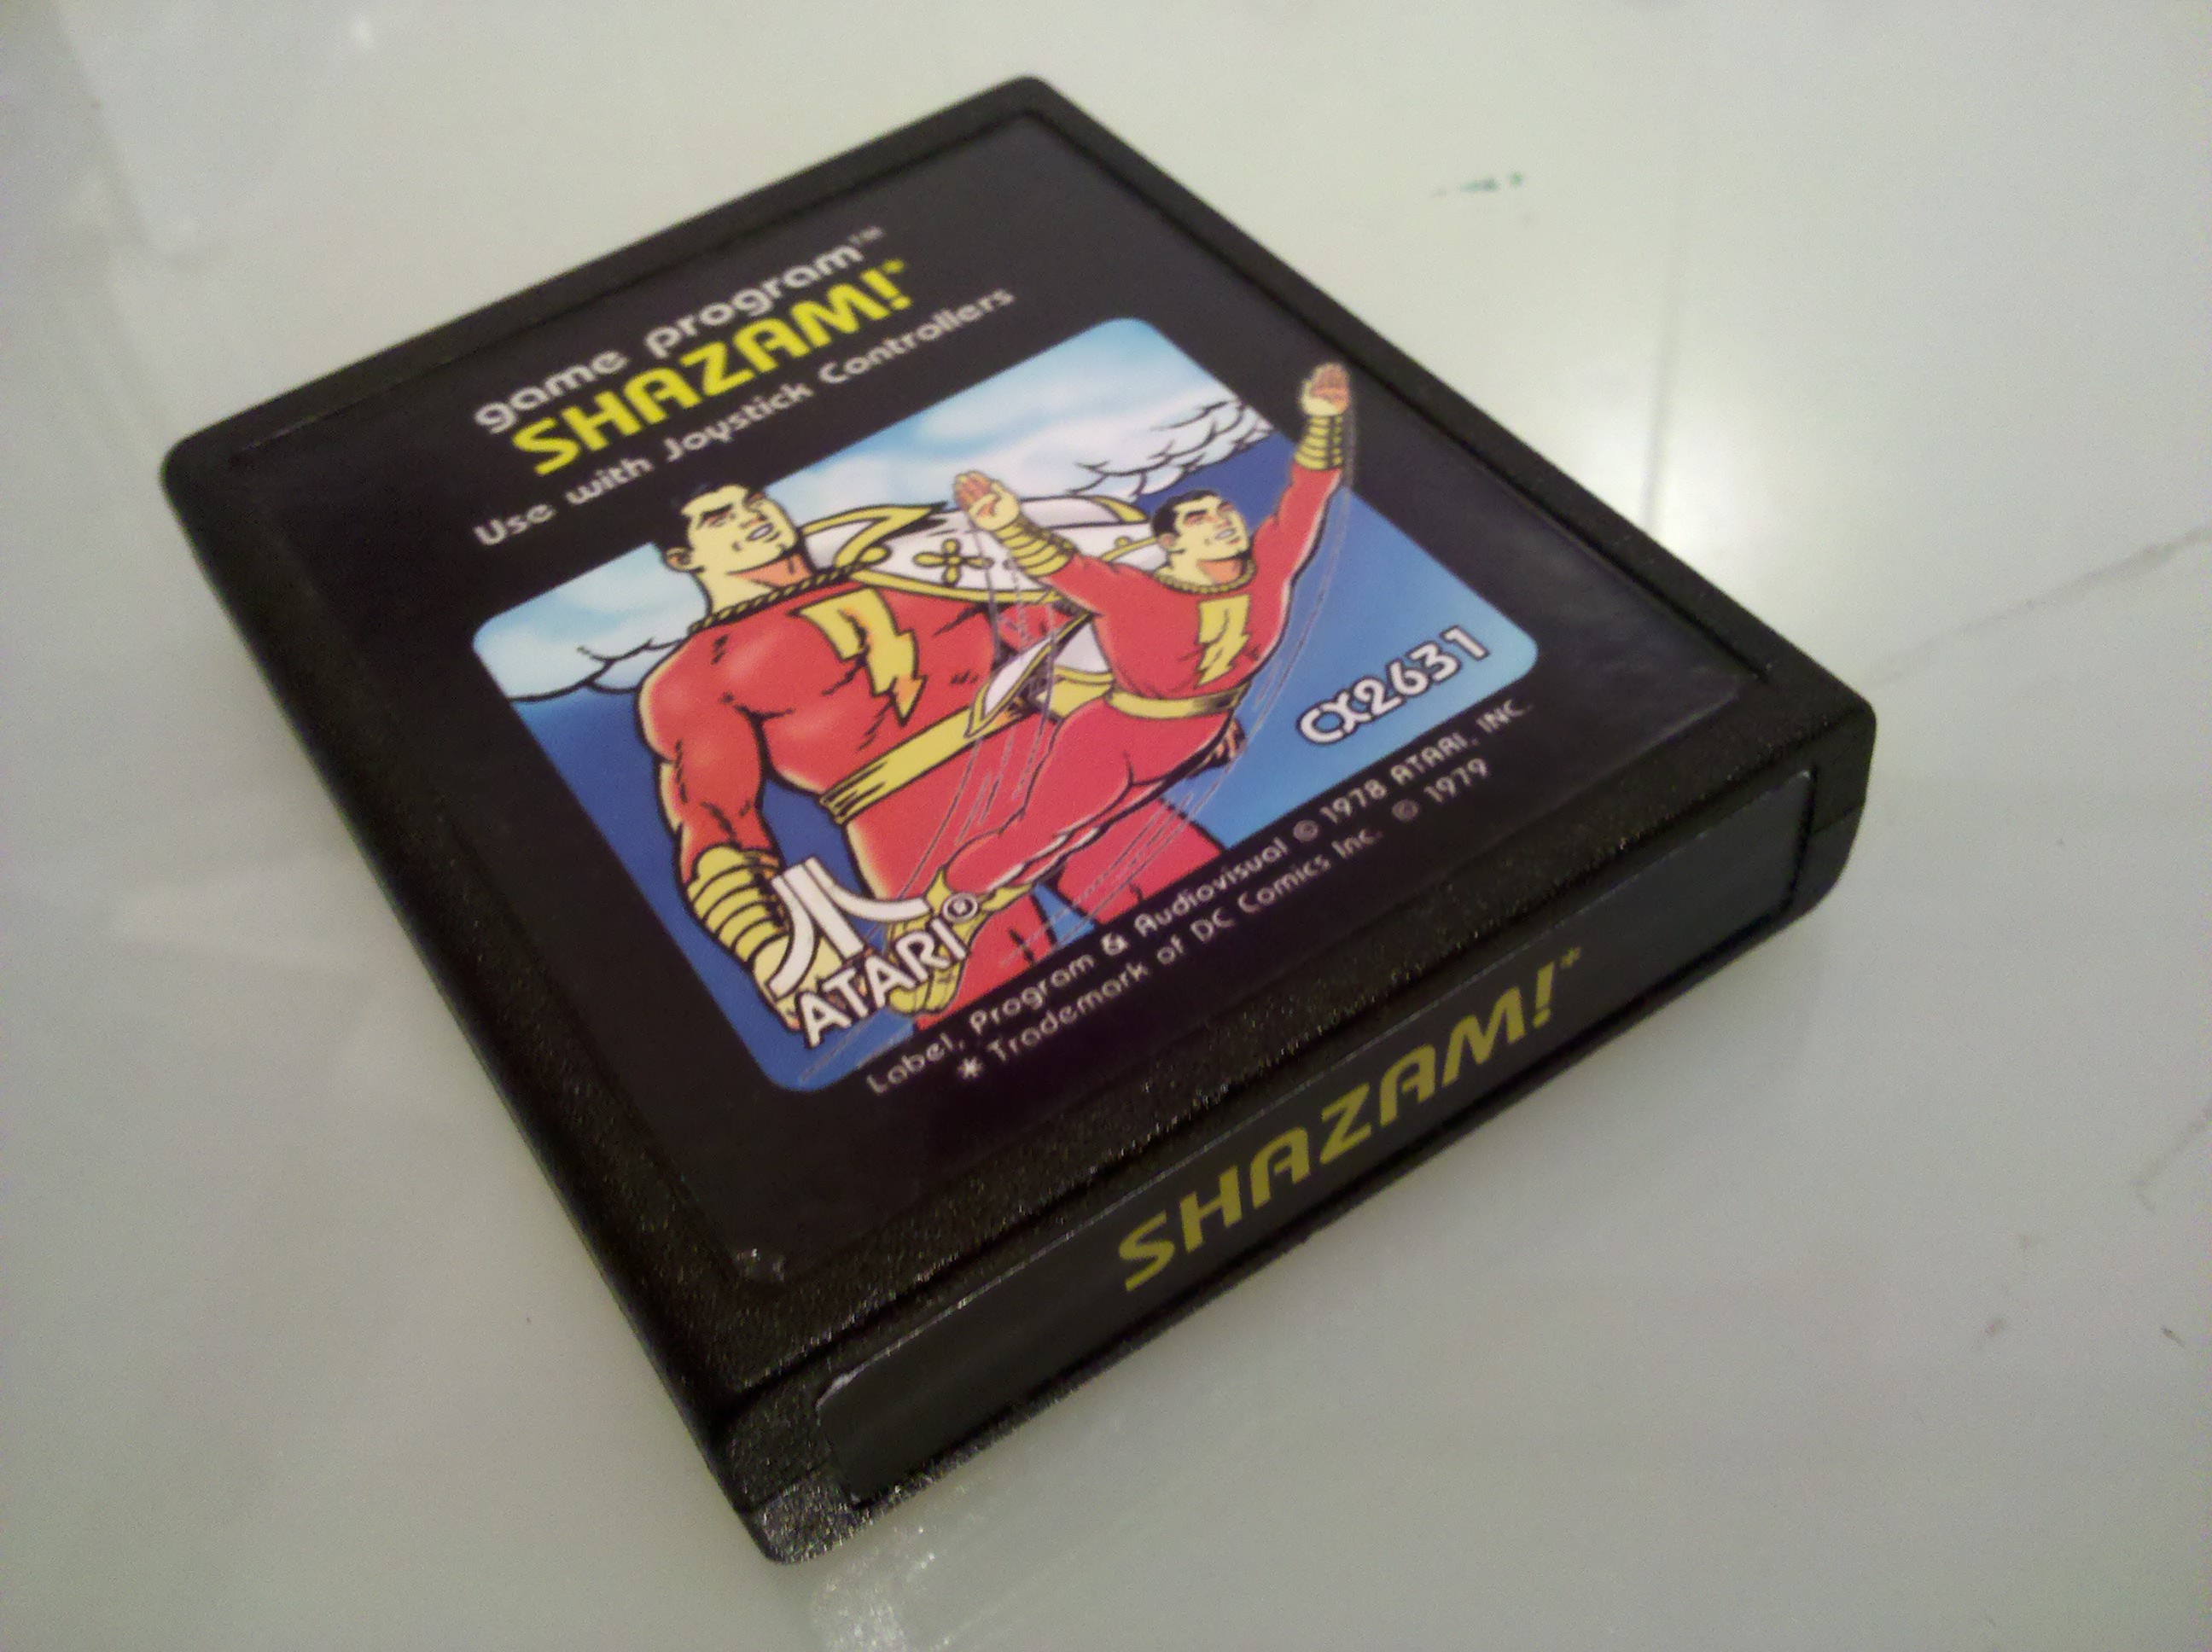 game program™
SHAZAM!*
Use with Joystick Controllers
CX2631
ATARI®
Label, Program & Audiovisual © 1978 ATARI, INC.
* Trademark of DC Comics Inc. © 1979
SHAZAM!*